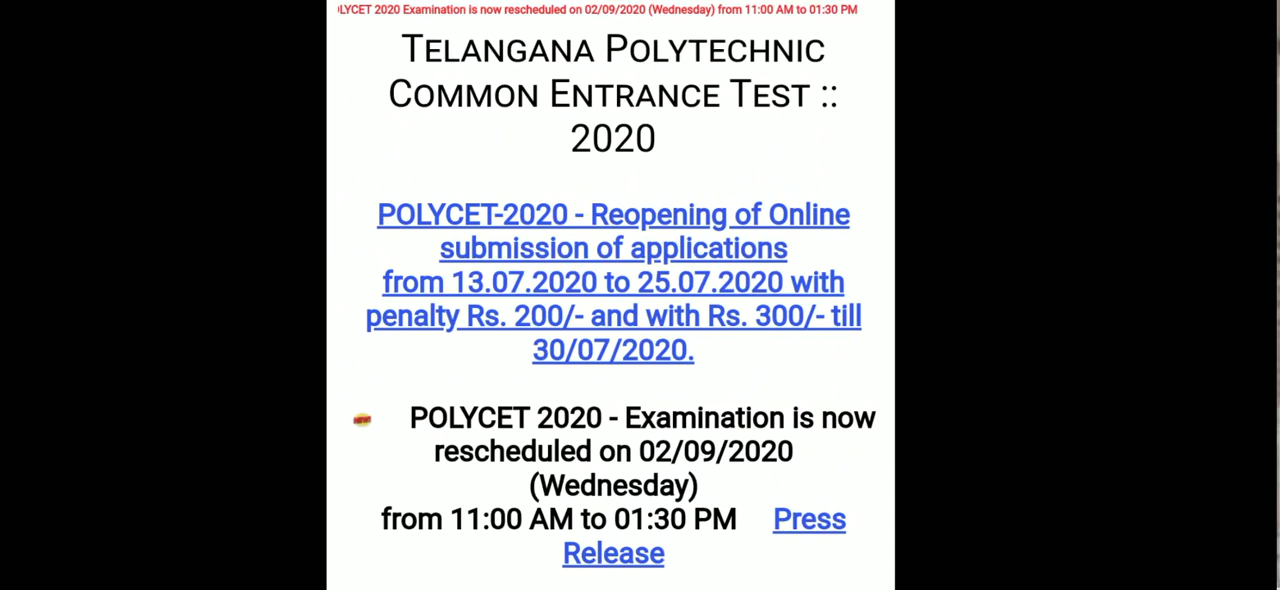 2020 Examination is now rescheduled on 02/09/2020 (Wednesday) from 11:00 AM to 01:30 PM
TELANGANA POLYTECHNIC
COMMON ENTRANCE TEST ::
2020
POLYCET-2020 - Reopening of Online
submission of applications
from 13.07.2020 to 25.07.2020 with
penalty Rs. 200/- and with Rs. 300/- till
30/07/2020.
NEW! POLYCET 2020 - Examination is now
rescheduled on 02/09/2020
(Wednesday)
from 11:00 AM to 01:30 PM Press
Release